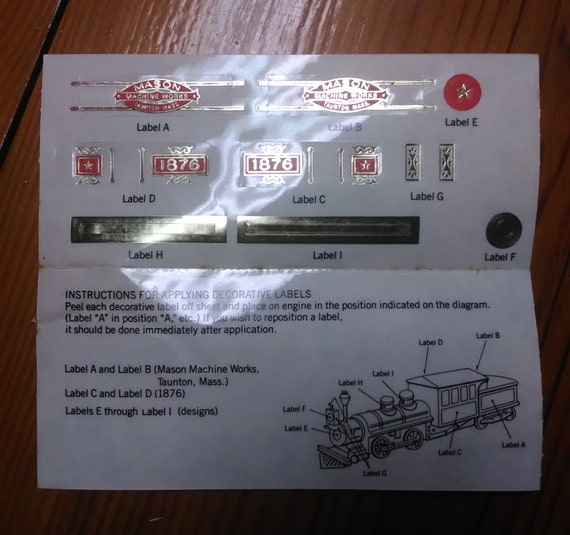 MASON
MACHINE WORKS
TAUNTON MASS.
Label A
MASON
MACHINE WORKS
TAUNTON MASS.
Label B
Label E
1876
Label D
1876
Label C
Label G
Label H
Label I
Label F
INSTRUCTIONS FOR APPLYING DECORATIVE LABELS
Peel each decorative label off sheet and place on engine in the position indicated on the diagram.
(Label "A" in position "A," etc.) If you wish to reposition a label,
it should be done immediately after application.
Label A and Label B (Mason Machine Works,
Taunton, Mass.)
Label C and Label D (1876)
Labels E through Label I (designs)
Label B
Label D
Label I
Label H
Label F
Label E
Label A
Label C
Label G